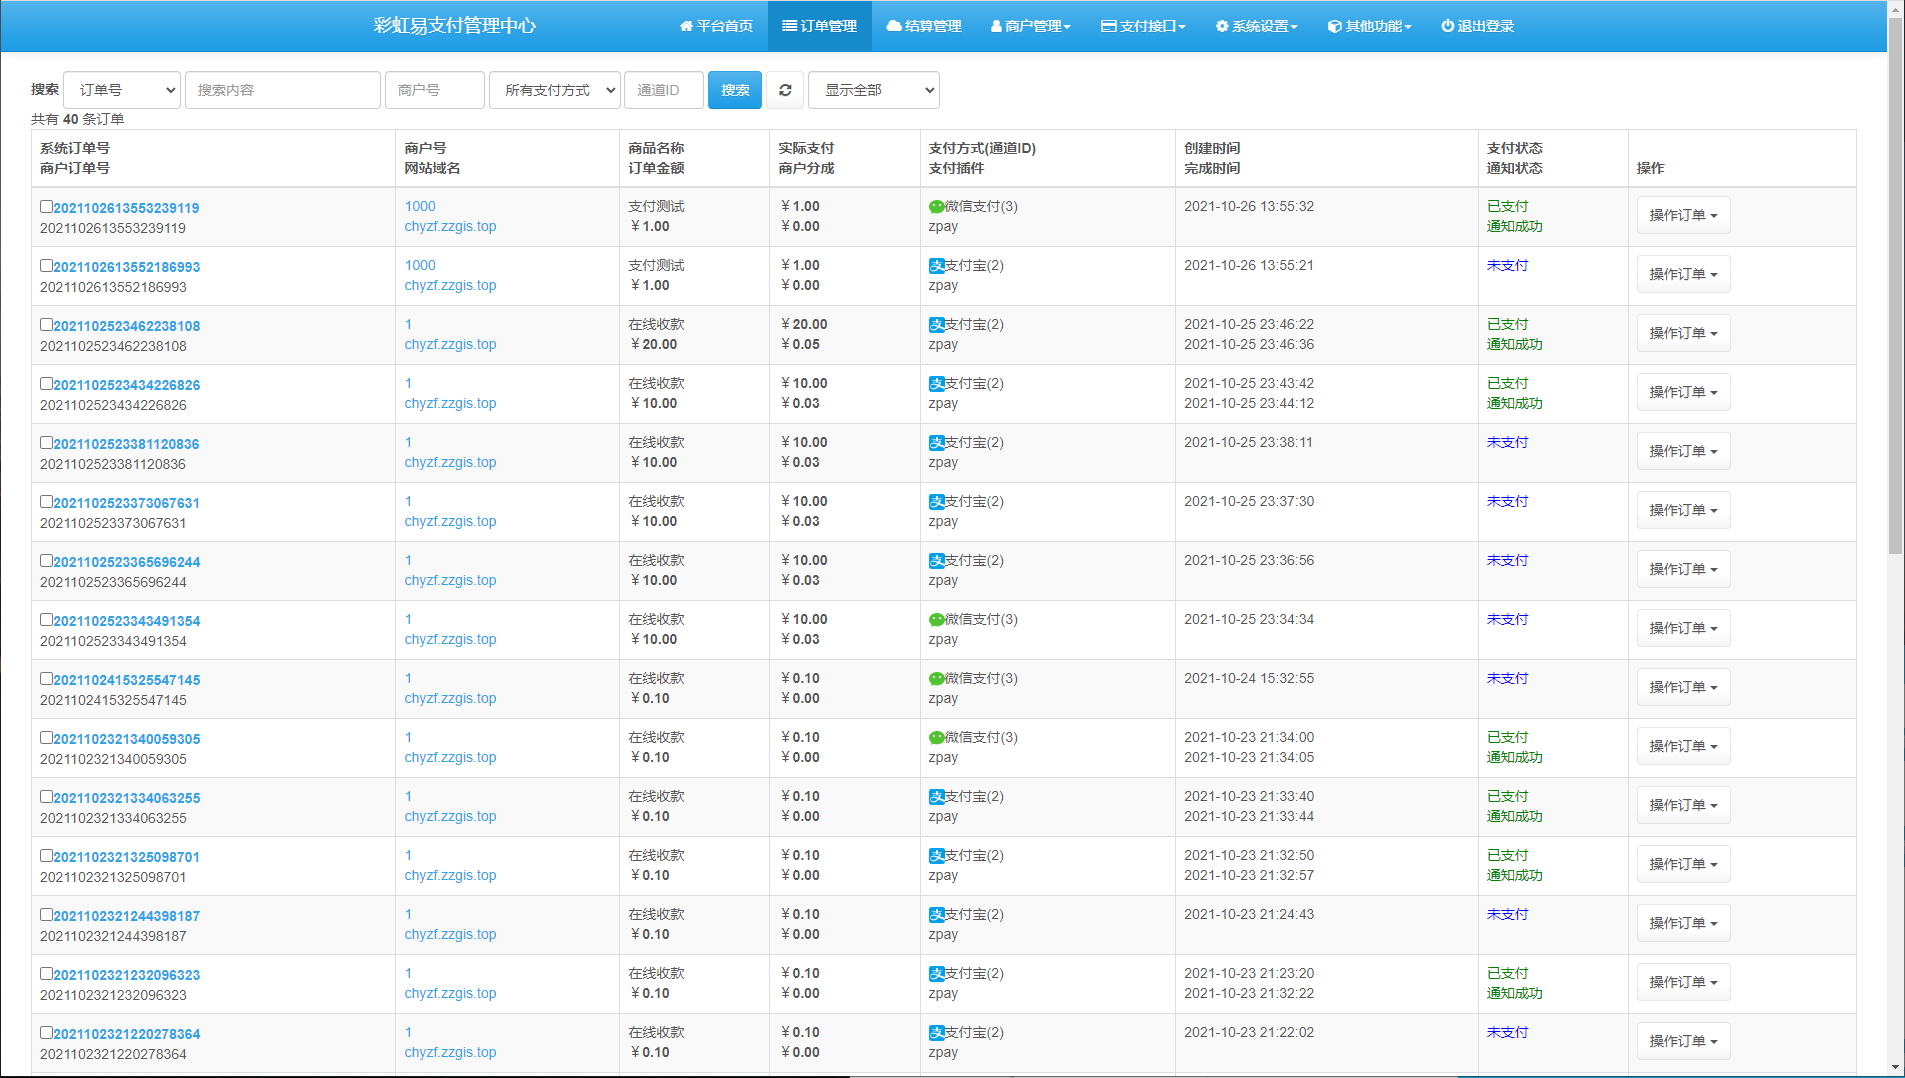 彩虹易支付管理中心 平台首页 订单管理 结算管理 商户管理 支付接口 系统设置 其他功能 退出登录
搜索 订单号 搜索内容 商户号 所有支付方式 通道ID 搜索 显示全部
共有 40 条订单
系统订单号 商户号 商品名称 实际支付 支付方式(通道ID) 创建时间 支付状态
商户订单号 网站域名 订单金额 商户分成 支付插件 完成时间 通知状态 操作
2021102613553239119 1000 支付测试 ¥1.00 微信支付(3) 2021-10-26 13:55:32 已支付 操作订单
2021102613553239119 chyzf.zzgis.top ¥1.00 ¥0.00 zpay 通知成功
2021102613552186993 1000 支付测试 ¥1.00 支付宝(2) 2021-10-26 13:55:21 未支付 操作订单
2021102613552186993 chyzf.zzgis.top ¥1.00 ¥0.00 zpay
2021102523462238108 1 在线收款 ¥20.00 支付宝(2) 2021-10-25 23:46:22 已支付 操作订单
2021102523462238108 chyzf.zzgis.top ¥20.00 ¥0.05 zpay 2021-10-25 23:46:36 通知成功
2021102523434226826 1 在线收款 ¥10.00 支付宝(2) 2021-10-25 23:43:42 已支付 操作订单
2021102523434226826 chyzf.zzgis.top ¥10.00 ¥0.03 zpay 2021-10-25 23:44:12 通知成功
2021102523381120836 1 在线收款 ¥10.00 支付宝(2) 2021-10-25 23:38:11 未支付 操作订单
2021102523381120836 chyzf.zzgis.top ¥10.00 ¥0.03 zpay
2021102523373067631 1 在线收款 ¥10.00 支付宝(2) 2021-10-25 23:37:30 未支付 操作订单
2021102523373067631 chyzf.zzgis.top ¥10.00 ¥0.03 zpay
2021102523365696244 1 在线收款 ¥10.00 支付宝(2) 2021-10-25 23:36:56 未支付 操作订单
2021102523365696244 chyzf.zzgis.top ¥10.00 ¥0.03 zpay
2021102523343491354 1 在线收款 ¥10.00 微信支付(3) 2021-10-25 23:34:34 未支付 操作订单
2021102523343491354 chyzf.zzgis.top ¥10.00 ¥0.03 zpay
2021102415325547145 1 在线收款 ¥0.10 微信支付(3) 2021-10-24 15:32:55 未支付 操作订单
2021102415325547145 chyzf.zzgis.top ¥0.10 ¥0.00 zpay
2021102321340059305 1 在线收款 ¥0.10 微信支付(3) 2021-10-23 21:34:00 已支付 操作订单
2021102321340059305 chyzf.zzgis.top ¥0.10 ¥0.00 zpay 2021-10-23 21:34:05 通知成功
2021102321334063255 1 在线收款 ¥0.10 支付宝(2) 2021-10-23 21:33:40 已支付 操作订单
2021102321334063255 chyzf.zzgis.top ¥0.10 ¥0.00 zpay 2021-10-23 21:33:44 通知成功
2021102321325098701 1 在线收款 ¥0.10 支付宝(2) 2021-10-23 21:32:50 已支付 操作订单
2021102321325098701 chyzf.zzgis.top ¥0.10 ¥0.00 zpay 2021-10-23 21:32:57 通知成功
2021102321244398187 1 在线收款 ¥0.10 支付宝(2) 2021-10-23 21:24:43 未支付 操作订单
2021102321244398187 chyzf.zzgis.top ¥0.10 ¥0.00 zpay
2021102321232096323 1 在线收款 ¥0.10 支付宝(2) 2021-10-23 21:23:20 已支付 操作订单
2021102321232096323 chyzf.zzgis.top ¥0.10 ¥0.00 zpay 2021-10-23 21:32:22 通知成功
2021102321220278364 1 在线收款 ¥0.10 支付宝(2) 2021-10-23 21:22:02 未支付 操作订单
2021102321220278364 chyzf.zzgis.top ¥0.10 ¥0.00 zpay